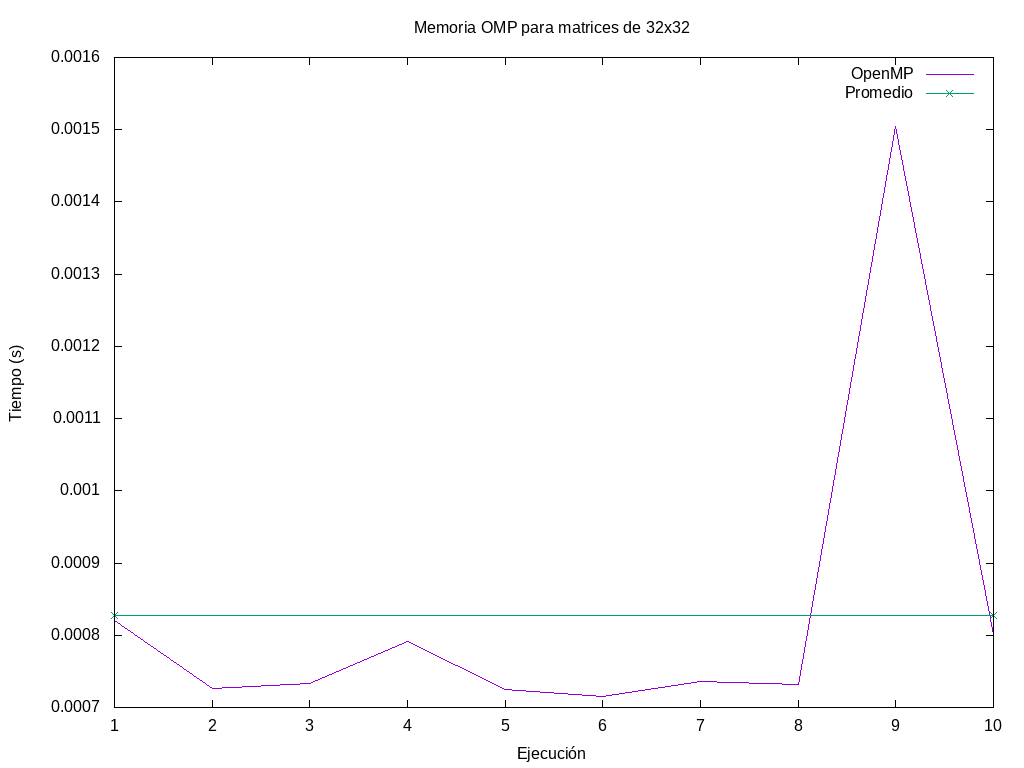 Memoria OMP para matrices de 32x32
OpenMP
Promedio
0.0016
0.0015
0.0014
0.0013
0.0012
0.0011
0.001
0.0009
0.0008
0.0007
Tiempo (s)
1 2 3 4 5 6 7 8 9 10
Ejecución